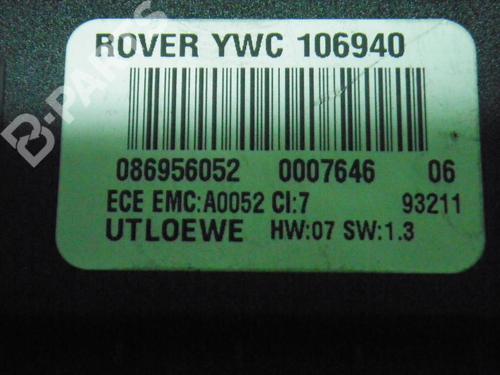 ROVER YWC 106940
086956052 0007646 06
ECE EMC:A0052 CI:7 93211
UTLOEWE HW:07 SW:1.3
B-PARTS